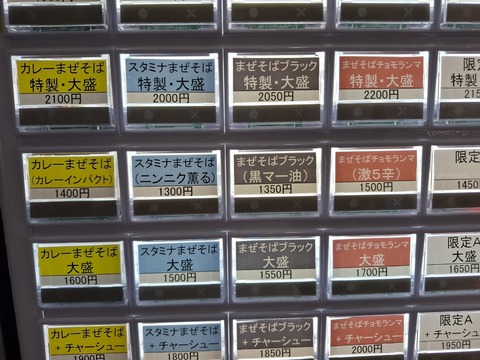 カレーまぜそば
特製・大盛
2100円
スタミナまぜそば
特製・大盛
2000円
まぜそばブラック
特製・大盛
2050円
まぜそばチョモランマ
特製・大盛
2200円
限定A
特製・大
カレーまぜそば
(カレーインパクト)
1400円
スタミナまぜそば
(ニンニク薫る)
1300円
まぜそばブラック
(黒マー油)
1350円
まぜそばチョモランマ
(激5辛)
1500円
限定
1450
カレーまぜそば
大盛
1600円
スタミナまぜそば
大盛
1500円
まぜそばブラック
大盛
1550円
まぜそばチョモランマ
大盛
1700円
限定A
大盛
1650円
カレーまぜそば
+ チャーシュー
1900円
スタミナまぜそば
+ チャーシュー
1800円
まぜそばブラック
+ チャーシュー
1850円
まぜそばチョモランマ
+ チャーシュー
2000円
限定A
+ チャーシュ
1950円